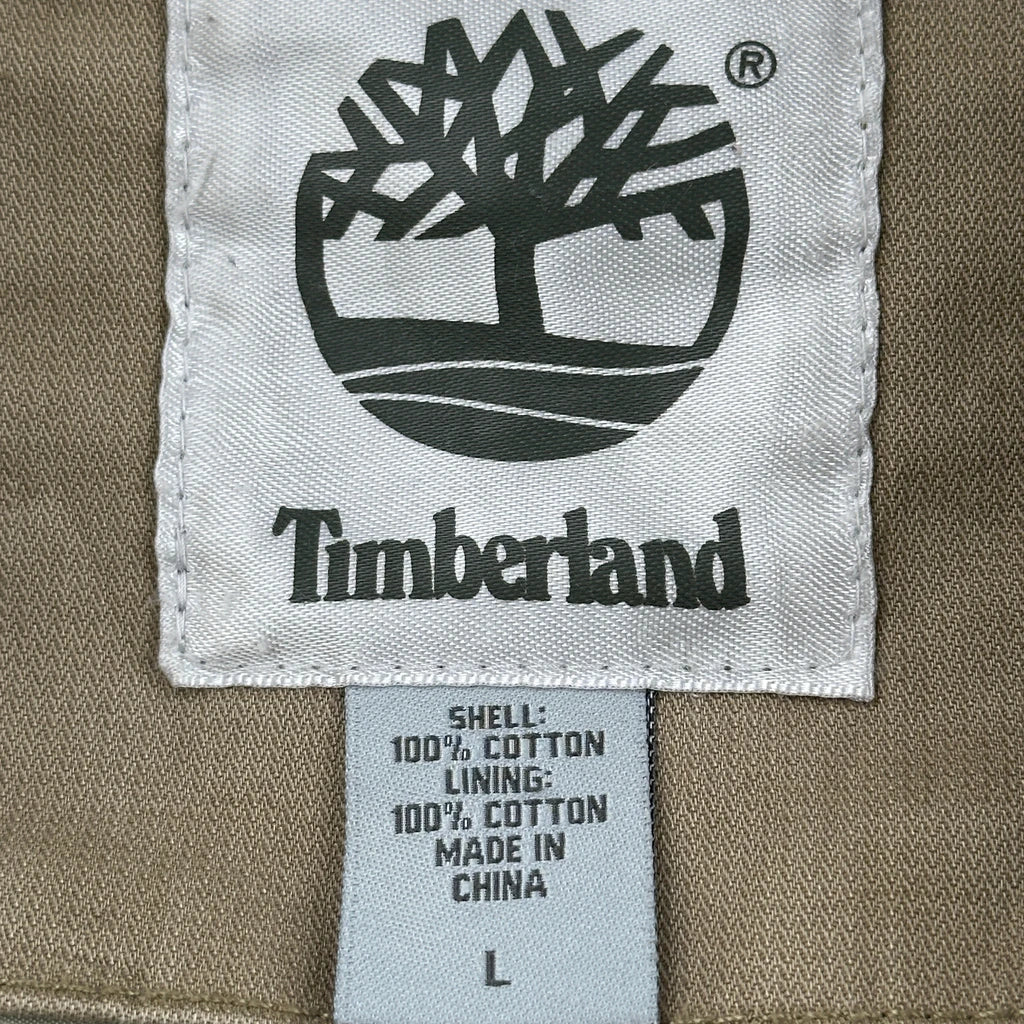 ®
Timberland
SHELL:
100% COTTON
LINING:
100% COTTON
MADE IN
CHINA
L